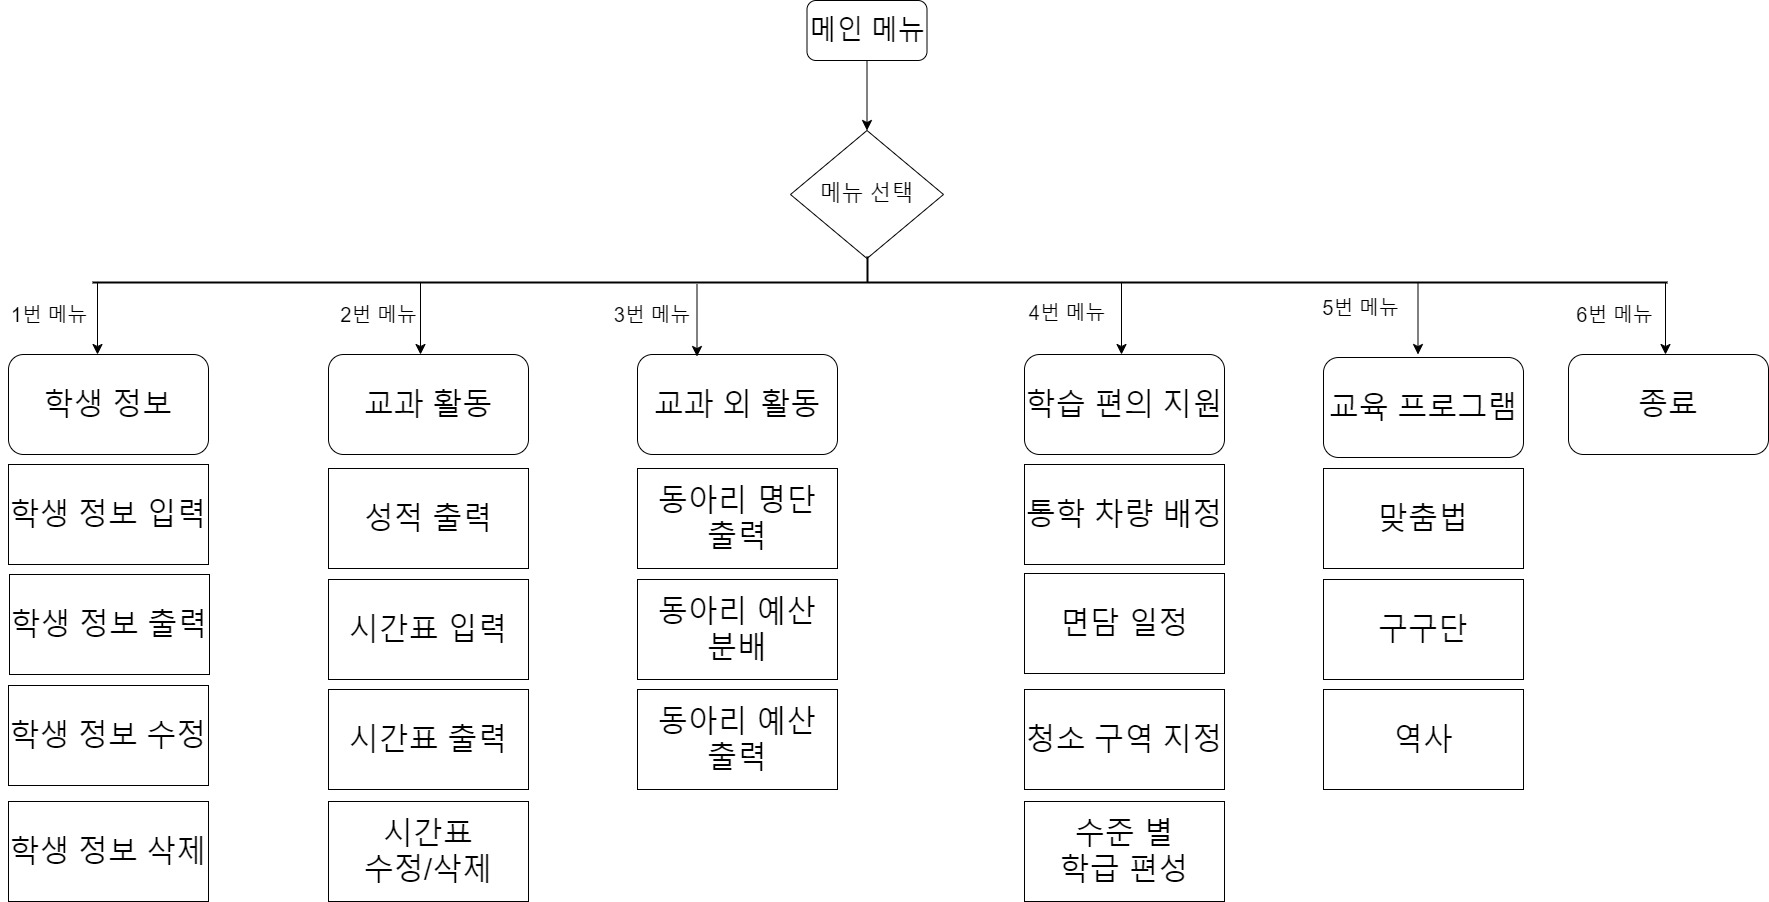 메인 메뉴
메뉴 선택
1번 메뉴
2번 메뉴
3번 메뉴
4번 메뉴
5번 메뉴
6번 메뉴
학생 정보
학생 정보 입력
학생 정보 출력
학생 정보 수정
학생 정보 삭제
교과 활동
성적 출력
시간표 입력
시간표 출력
시간표
수정/삭제
교과 외 활동
동아리 명단
출력
동아리 예산
분배
동아리 예산
출력
학습 편의 지원
통학 차량 배정
면담 일정
청소 구역 지정
수준 별
학급 편성
교육 프로그램
맞춤법
구구단
역사
종료